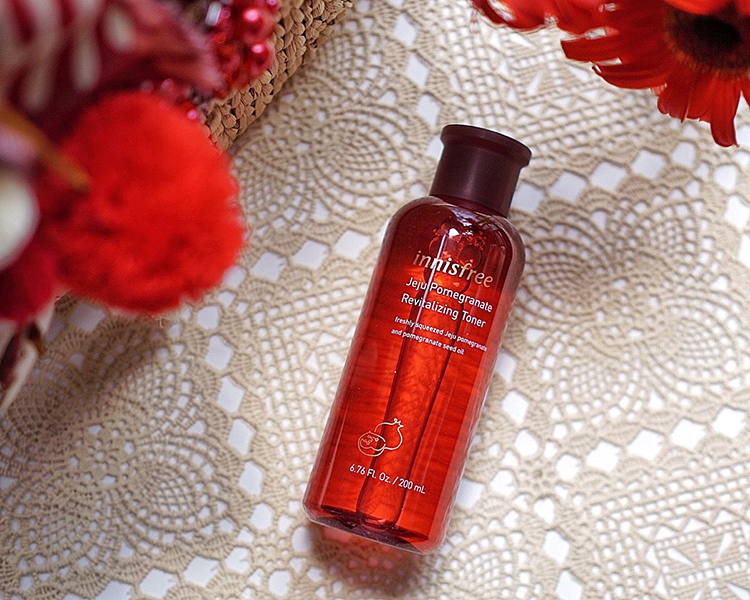 innisfree
Jeju Pomegranate
Revitalizing Toner
freshly squeezed Jeju pomegranate
and pomegranate seed oil
6.76 Fl. Oz. / 200 mL